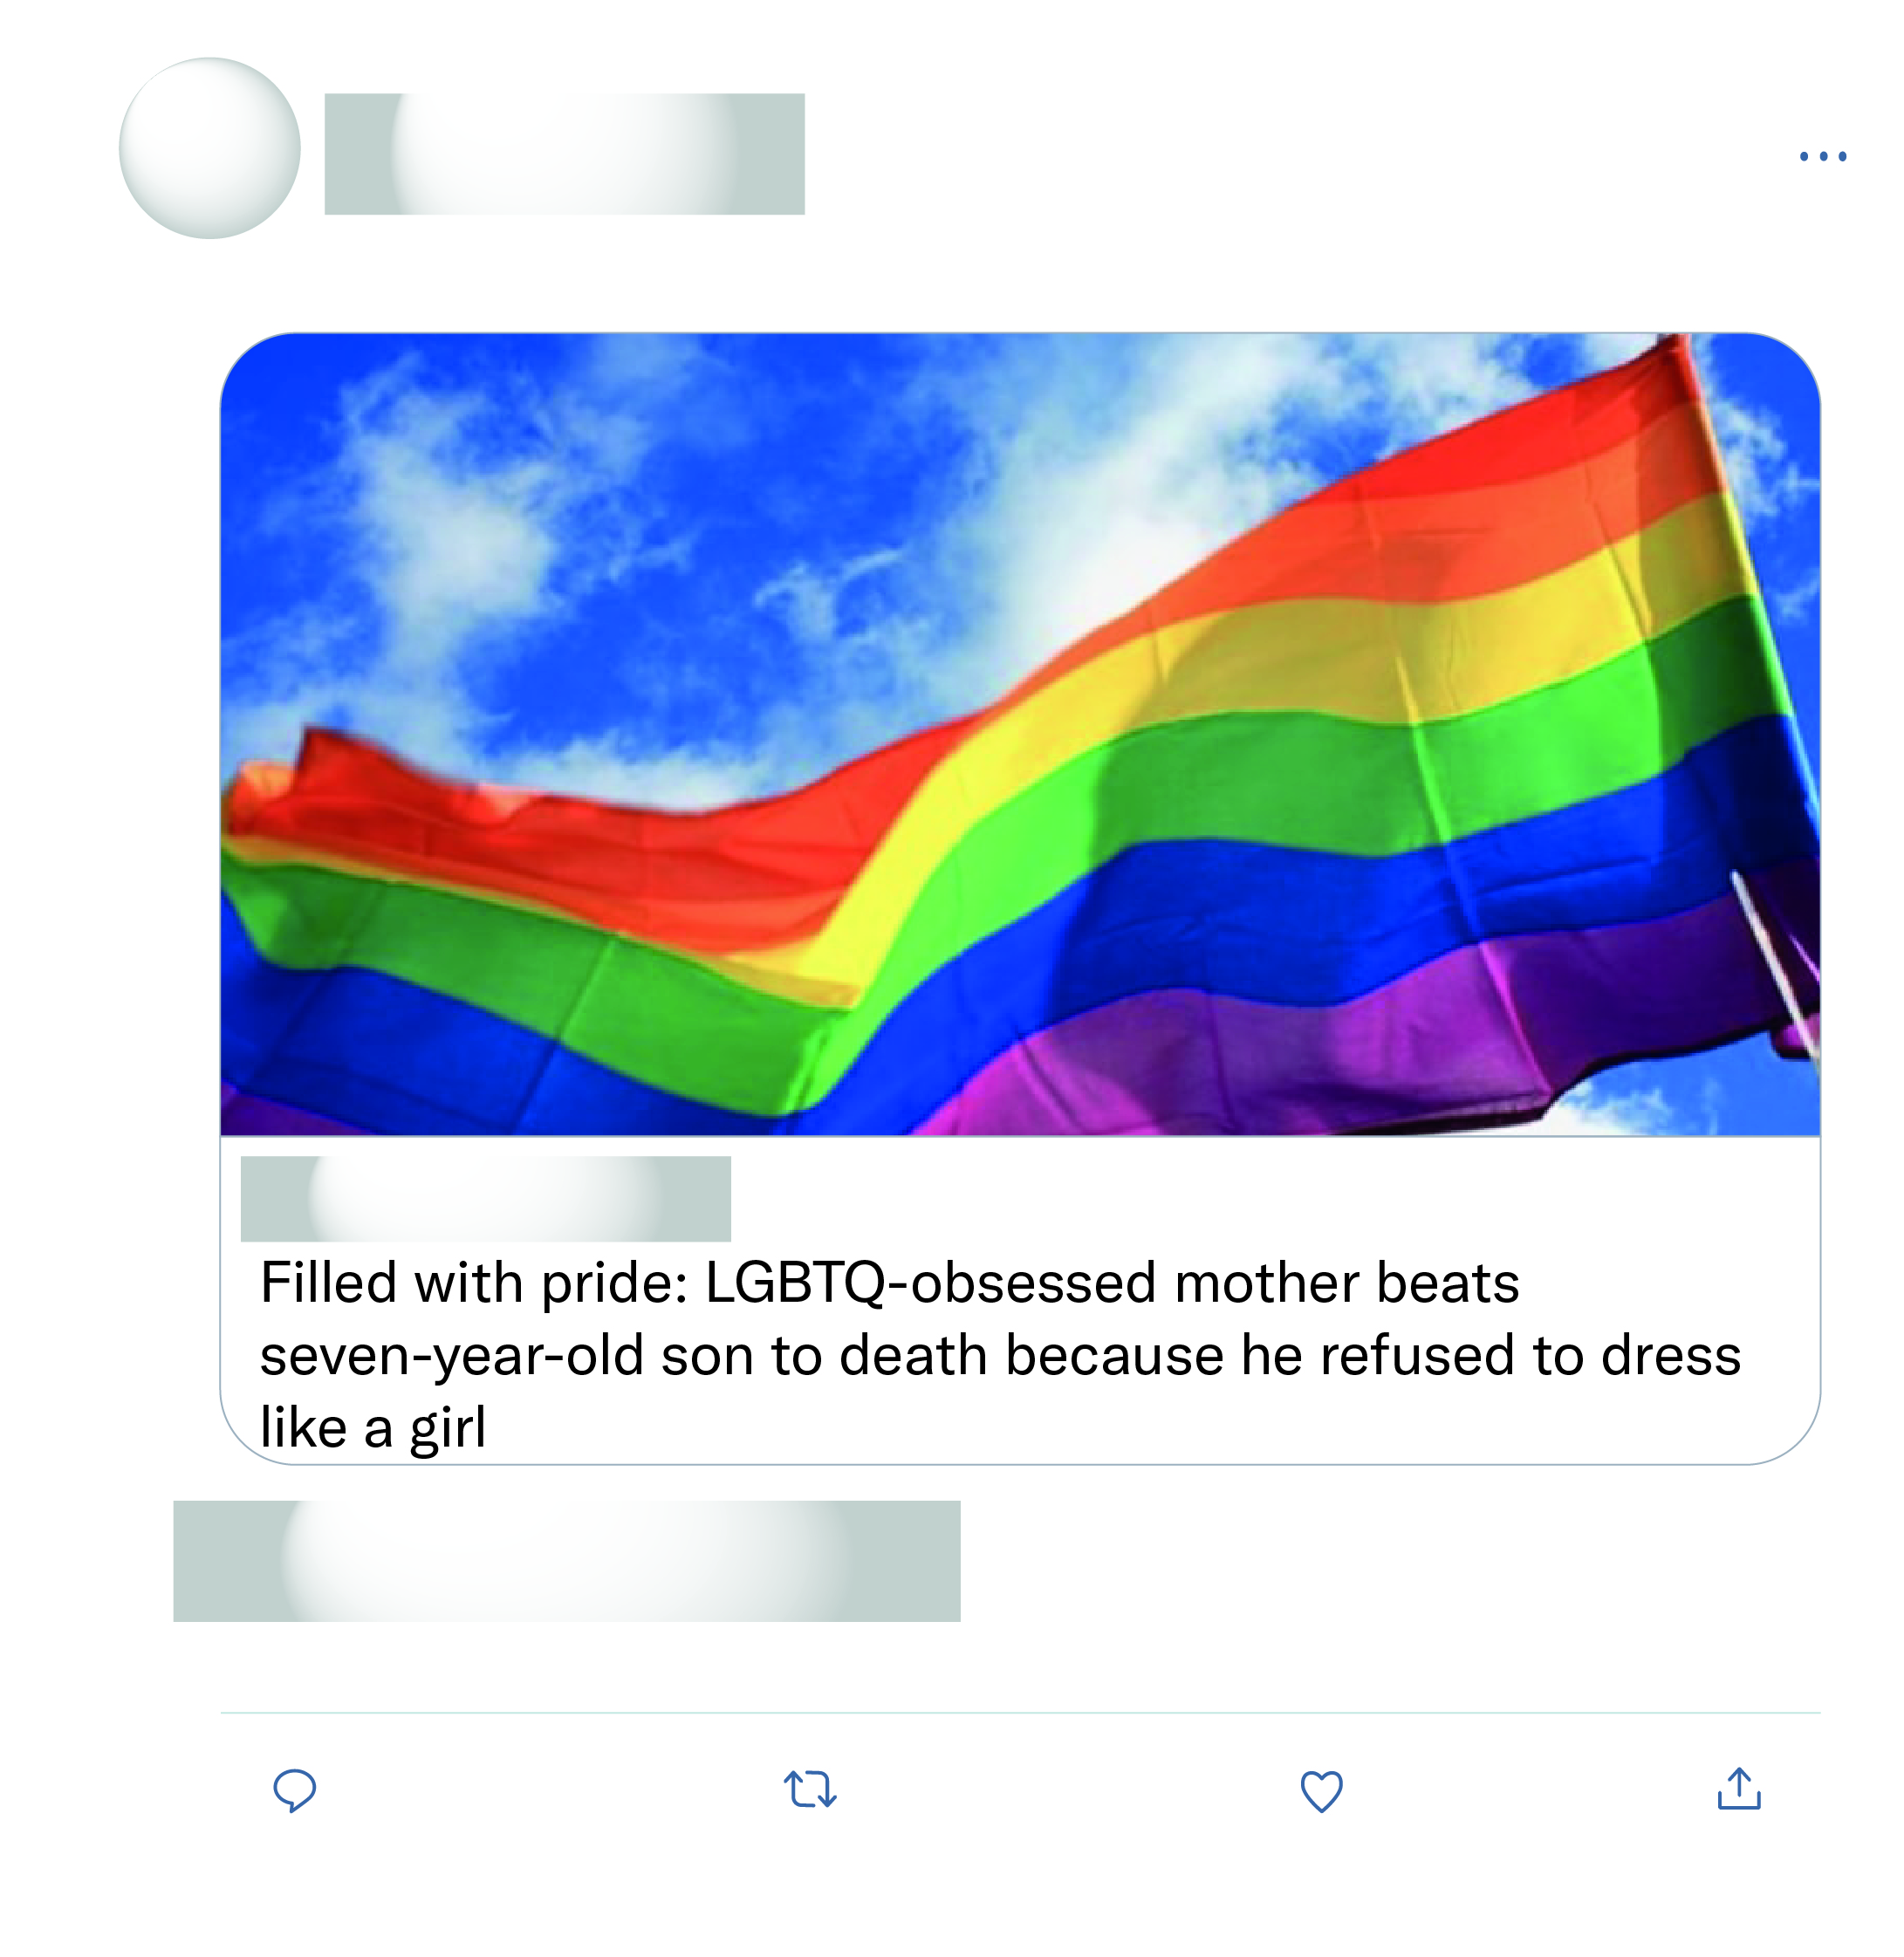 Filled with pride: LGBTQ-obsessed mother beats
seven-year-old son to death because he refused to dress
like a girl